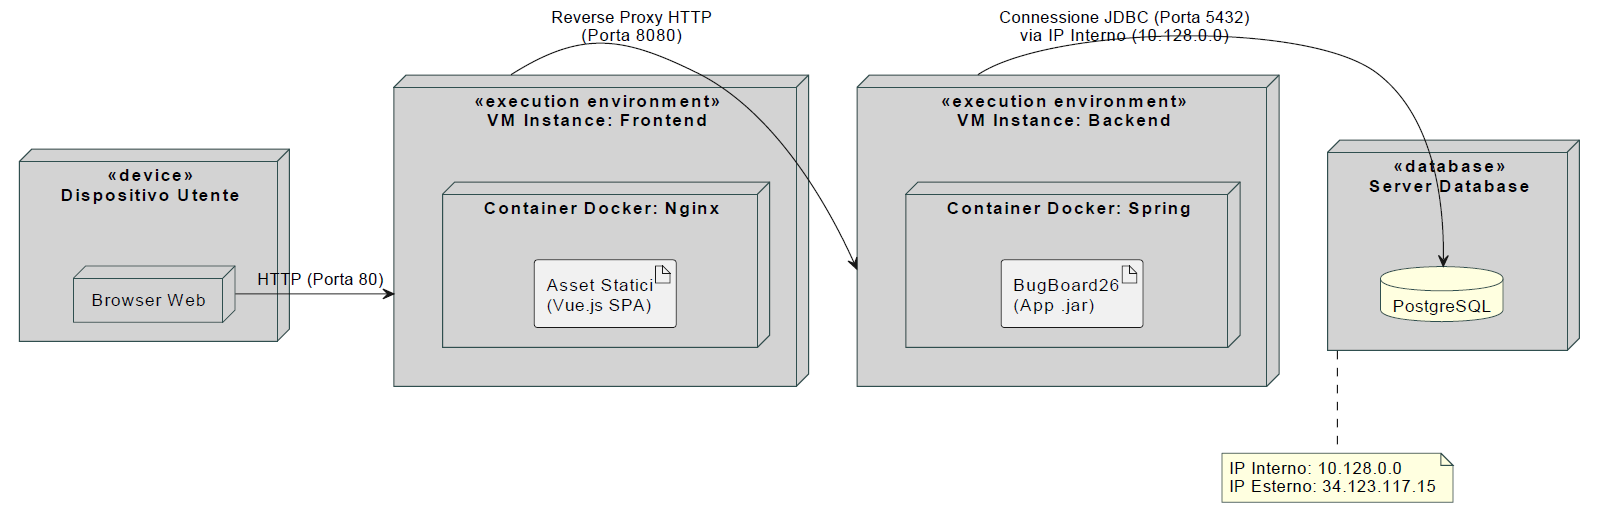 Reverse Proxy HTTP
(Porta 8080)
Connessione JDBC (Porta 5432)
via IP Interno (10.128.0.0)
«device»
Dispositivo Utente
Browser Web
HTTP (Porta 80)
«execution environment»
VM Instance: Frontend
Container Docker: Nginx
Asset Statici
(Vue.js SPA)
«execution environment»
VM Instance: Backend
Container Docker: Spring
BugBoard26
(App .jar)
«database»
Server Database
PostgreSQL
IP Interno: 10.128.0.0
IP Esterno: 34.123.117.15